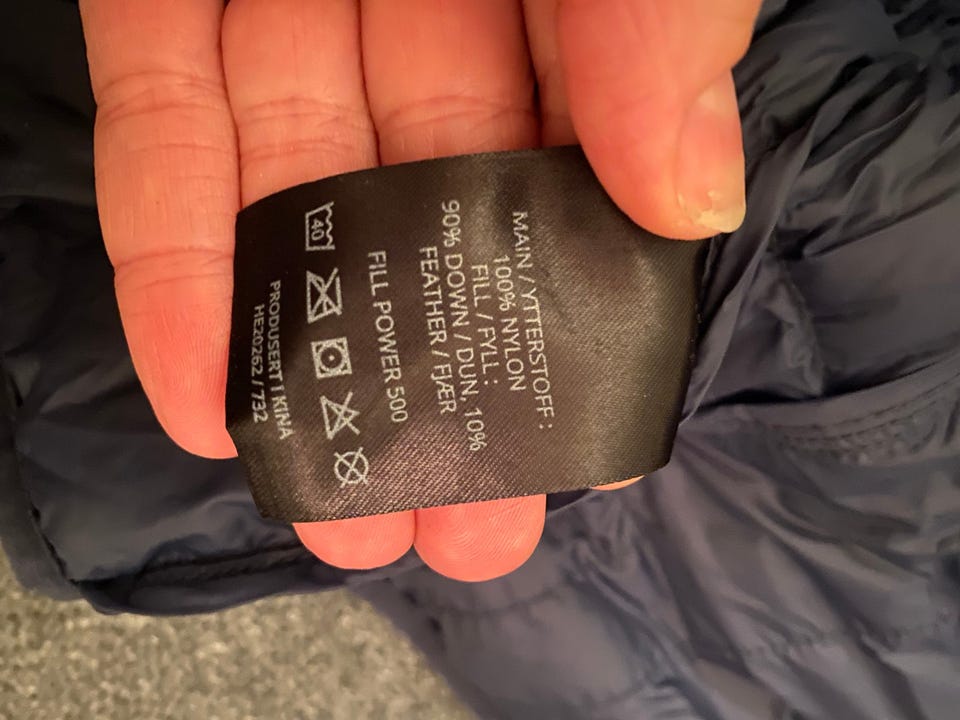 MAIN / YTTERSTOFF :
100% NYLON
FILL / FYLL :
90% DOWN / DUN, 10%
FEATHER / FJÆR
FILL POWER 500
40
PRODUSERT I KINA
HE20262 / 732